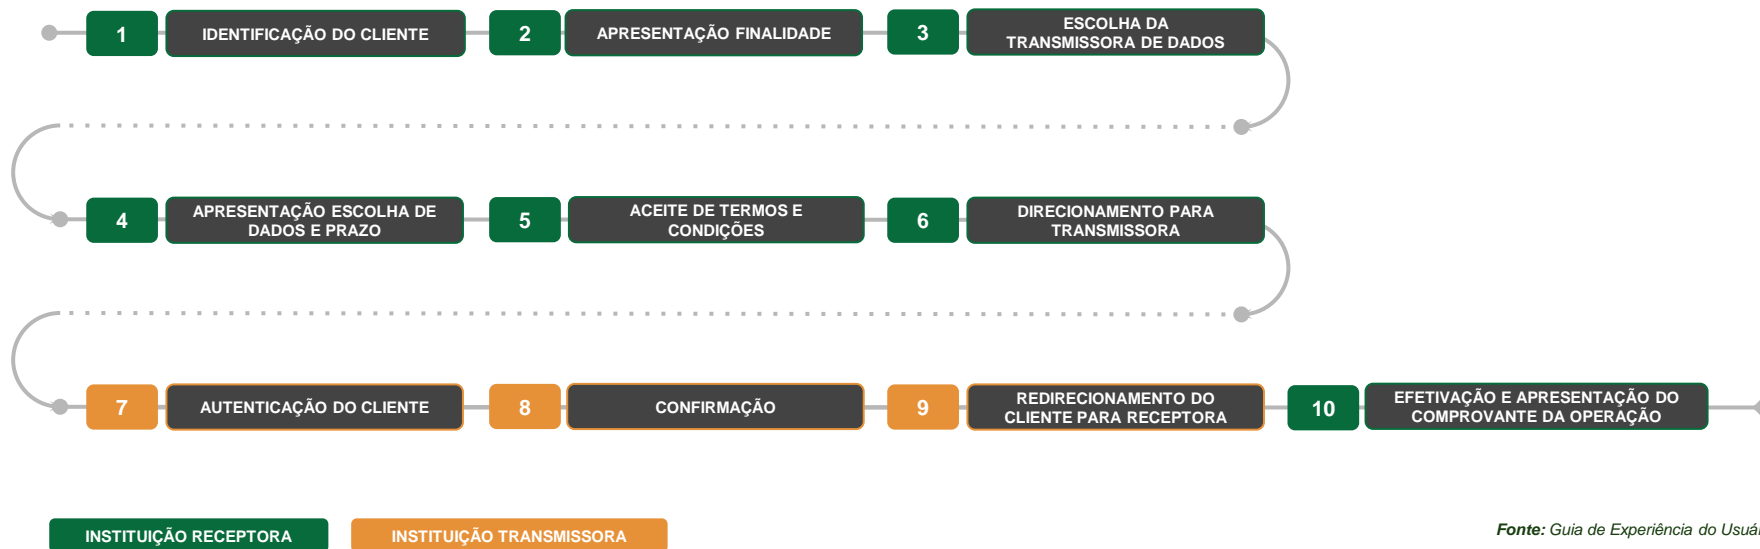 1
IDENTIFICAÇÃO DO CLIENTE
2
APRESENTAÇÃO FINALIDADE
3
ESCOLHA DA
TRANSMISSORA DE DADOS
4
APRESENTAÇÃO ESCOLHA DE
DADOS E PRAZO
5
ACEITE DE TERMOS E
CONDIÇÕES
6
DIRECIONAMENTO PARA
TRANSMISSORA
7
AUTENTICAÇÃO DO CLIENTE
8
CONFIRMAÇÃO
9
REDIRECIONAMENTO DO
CLIENTE PARA RECEPTORA
10
EFETIVAÇÃO E APRESENTAÇÃO DO
COMPROVANTE DA OPERAÇÃO
INSTITUIÇÃO RECEPTORA
INSTITUIÇÃO TRANSMISSORA
Fonte: Guia de Experiência do